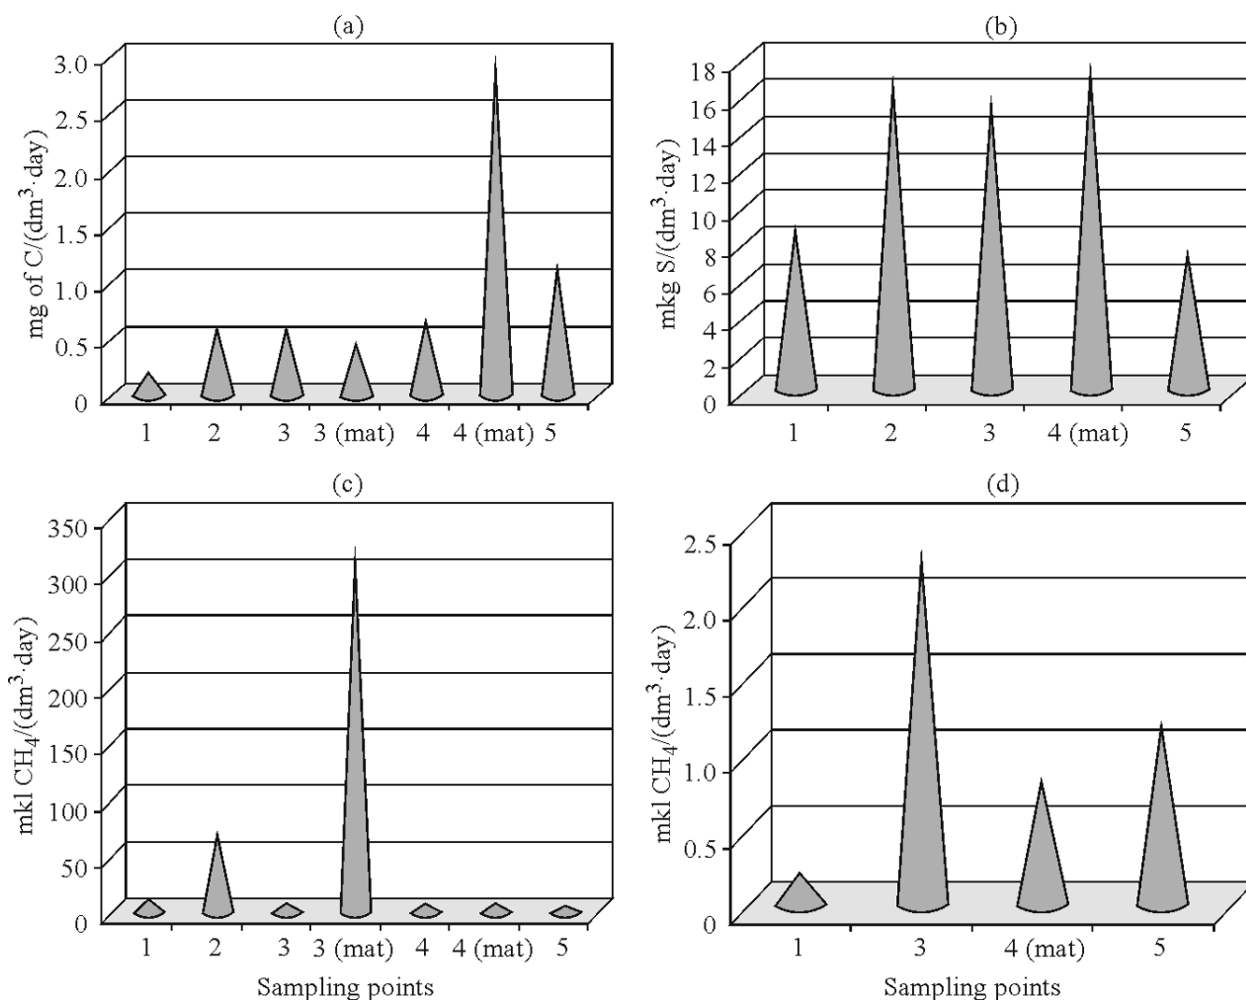 (a)
mg of C/(dm³·day)
3.0
2.5
2.0
1.5
1.0
0.5
0
1 2 3 3 (mat) 4 4 (mat) 5
(b)
mkg S/(dm³·day)
18
16
14
12
10
8
6
4
2
0
1 2 3 4 (mat) 5
(c)
mkl CH₄/(dm³·day)
350
300
250
200
150
100
50
0
1 2 3 3 (mat) 4 4 (mat) 5
Sampling points
(d)
mkl CH₄/(dm³·day)
2.5
2.0
1.5
1.0
0.5
0
1 3 4 (mat) 5
Sampling points